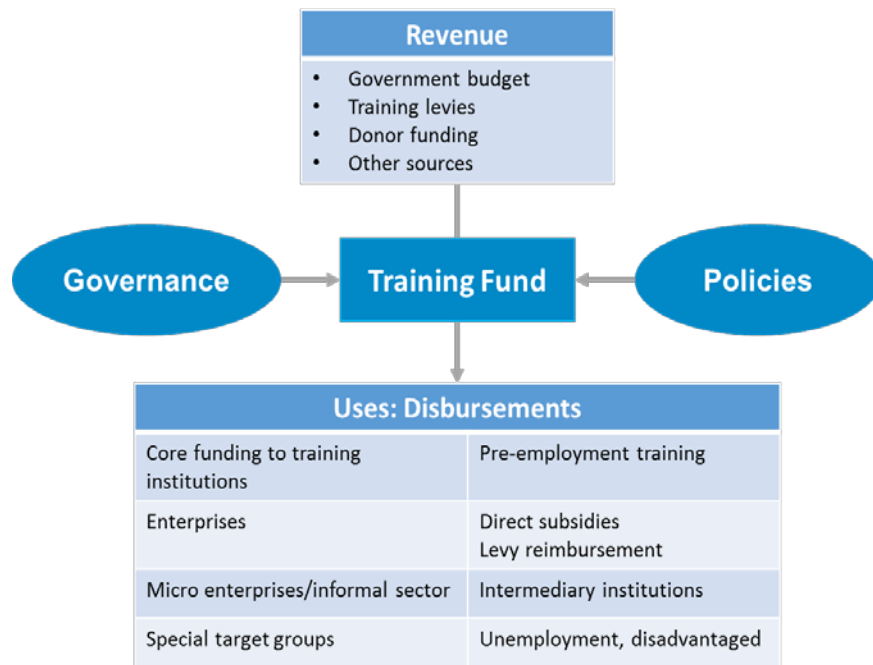 Revenue
• Government budget
• Training levies
• Donor funding
• Other sources
Governance
Training Fund
Policies
Uses: Disbursements
Core funding to training
institutions
Pre-employment training
Enterprises
Direct subsidies
Levy reimbursement
Micro enterprises/informal sector
Intermediary institutions
Special target groups
Unemployment, disadvantaged